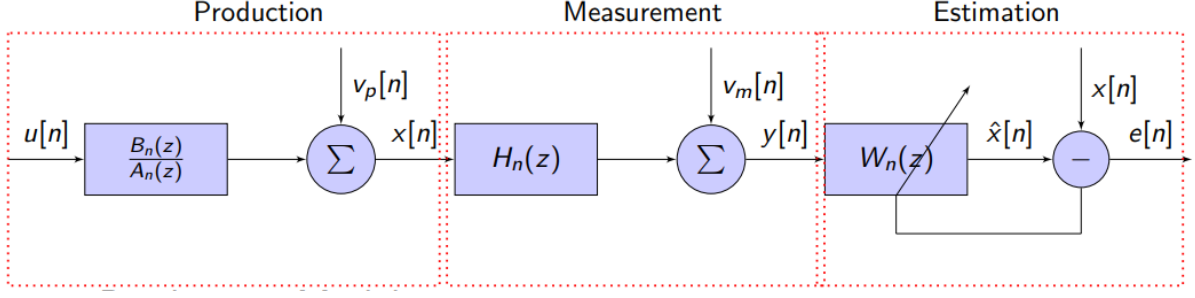 Production Measurement Estimation
v_p[n] v_m[n] x[n]
u[n] B_n(z)/A_n(z) ∑ x[n] H_n(z) ∑ y[n] W_n(z) x̂[n] − e[n]